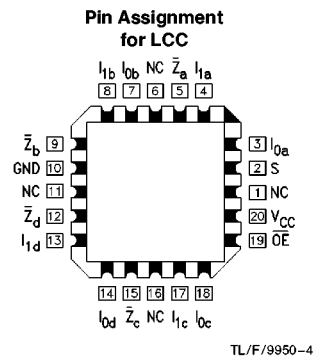 Pin Assignment
for LCC
I1b I0b NC Z̄a I1a
8 7 6 5 4
Z̄b 9 3 I0a
GND 10 2 S
NC 11 1 NC
Z̄d 12 20 VCC
I1d 13 19 O̅E̅
14 15 16 17 18
I0d Z̄c NC I1c I0c
TL/F/9950-4